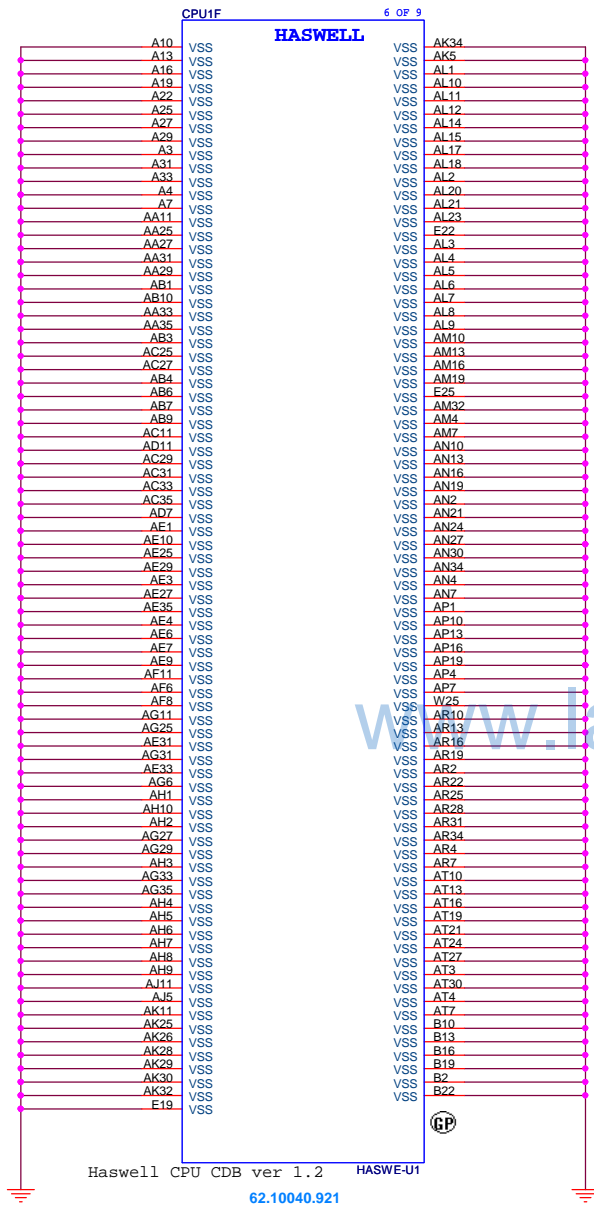 CPU1F 6 OF 9
HASWELL
A10 VSS VSS AK34
A13 VSS VSS AK5
A16 VSS VSS AL1
A19 VSS VSS AL10
A22 VSS VSS AL11
A25 VSS VSS AL12
A27 VSS VSS AL14
A29 VSS VSS AL15
A3 VSS VSS AL17
A31 VSS VSS AL18
A33 VSS VSS AL2
A4 VSS VSS AL20
A7 VSS VSS AL21
AA11 VSS VSS AL23
AA25 VSS VSS E22
AA27 VSS VSS AL3
AA31 VSS VSS AL4
AA29 VSS VSS AL5
AB1 VSS VSS AL6
AB10 VSS VSS AL7
AA33 VSS VSS AL8
AA35 VSS VSS AL9
AB3 VSS VSS AM10
AC25 VSS VSS AM13
AC27 VSS VSS AM16
AB4 VSS VSS AM19
AB6 VSS VSS E25
AB7 VSS VSS AM32
AB9 VSS VSS AM4
AC11 VSS VSS AM7
AD11 VSS VSS AN10
AC29 VSS VSS AN13
AC31 VSS VSS AN16
AC33 VSS VSS AN19
AC35 VSS VSS AN2
AD7 VSS VSS AN21
AE1 VSS VSS AN24
AE10 VSS VSS AN27
AE25 VSS VSS AN30
AE29 VSS VSS AN34
AE3 VSS VSS AN4
AE27 VSS VSS AN7
AE35 VSS VSS AP1
AE4 VSS VSS AP10
AE6 VSS VSS AP13
AE7 VSS VSS AP16
AE9 VSS VSS AP19
AF11 VSS VSS AP4
AF6 VSS VSS AP7
AF8 VSS VSS W25
AG11 VSS VSS AR10
AG25 VSS VSS AR13
AE31 VSS VSS AR16
AG31 VSS VSS AR19
AE33 VSS VSS AR2
AG6 VSS VSS AR22
AH1 VSS VSS AR25
AH10 VSS VSS AR28
AH2 VSS VSS AR31
AG27 VSS VSS AR34
AG29 VSS VSS AR4
AH3 VSS VSS AR7
AG33 VSS VSS AT10
AG35 VSS VSS AT13
AH4 VSS VSS AT16
AH5 VSS VSS AT19
AH6 VSS VSS AT21
AH7 VSS VSS AT24
AH8 VSS VSS AT27
AH9 VSS VSS AT3
AJ11 VSS VSS AT30
AJ5 VSS VSS AT4
AK11 VSS VSS AT7
AK25 VSS VSS B10
AK26 VSS VSS B13
AK28 VSS VSS B16
AK29 VSS VSS B19
AK30 VSS VSS B2
AK32 VSS VSS B22
E19 VSS
www.la
GP
Haswell CPU CDB ver 1.2 HASWE-U1
62.10040.921